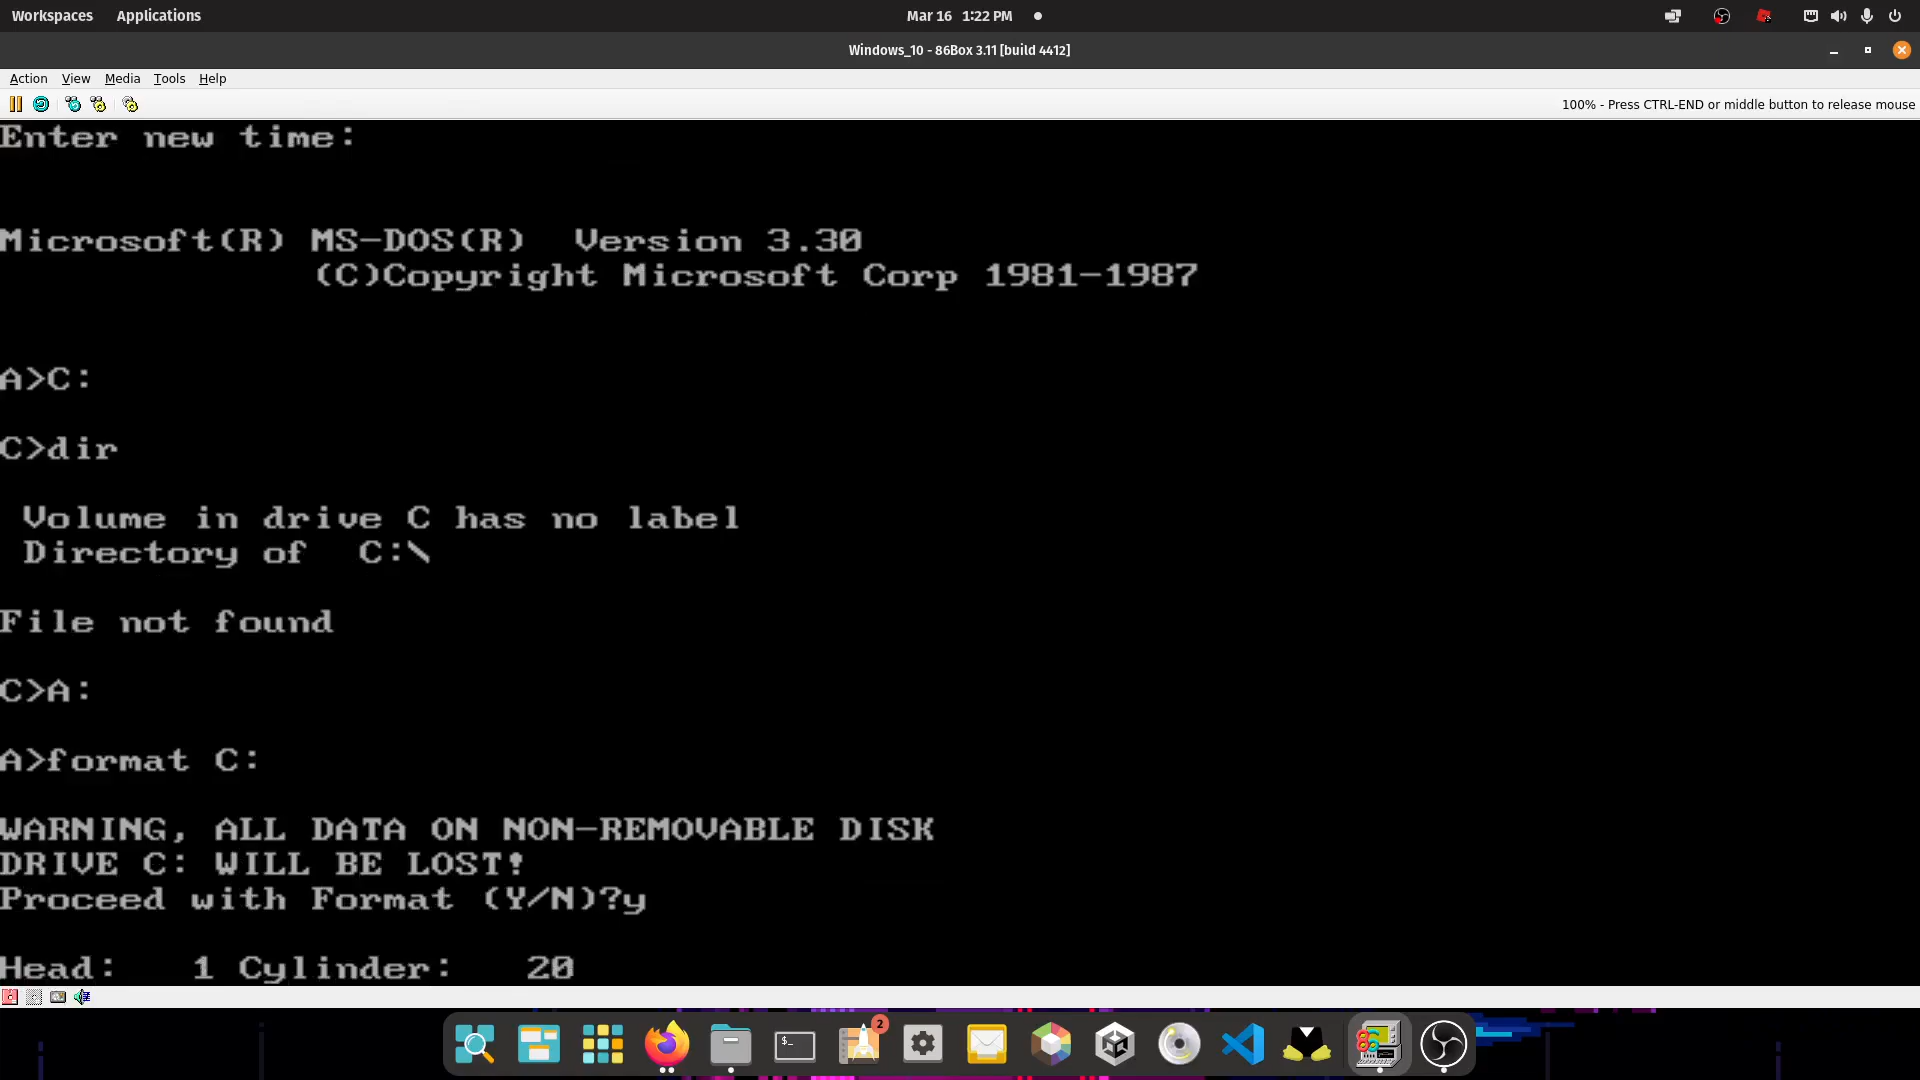 Workspaces Applications Mar 16 1:22 PM
Windows_10 - 86Box 3.11 [build 4412]
Action View Media Tools Help
100% - Press CTRL-END or middle button to release mouse
Enter new time:
Microsoft(R) MS-DOS(R)  Version 3.30
(C)Copyright Microsoft Corp 1981-1987
A>C:
C>dir
Volume in drive C has no label
Directory of  C:\
File not found
C>A:
A>format C:
WARNING, ALL DATA ON NON-REMOVABLE DISK
DRIVE C: WILL BE LOST!
Proceed with Format (Y/N)?y
Head:   1 Cylinder:   20
$_
2
86